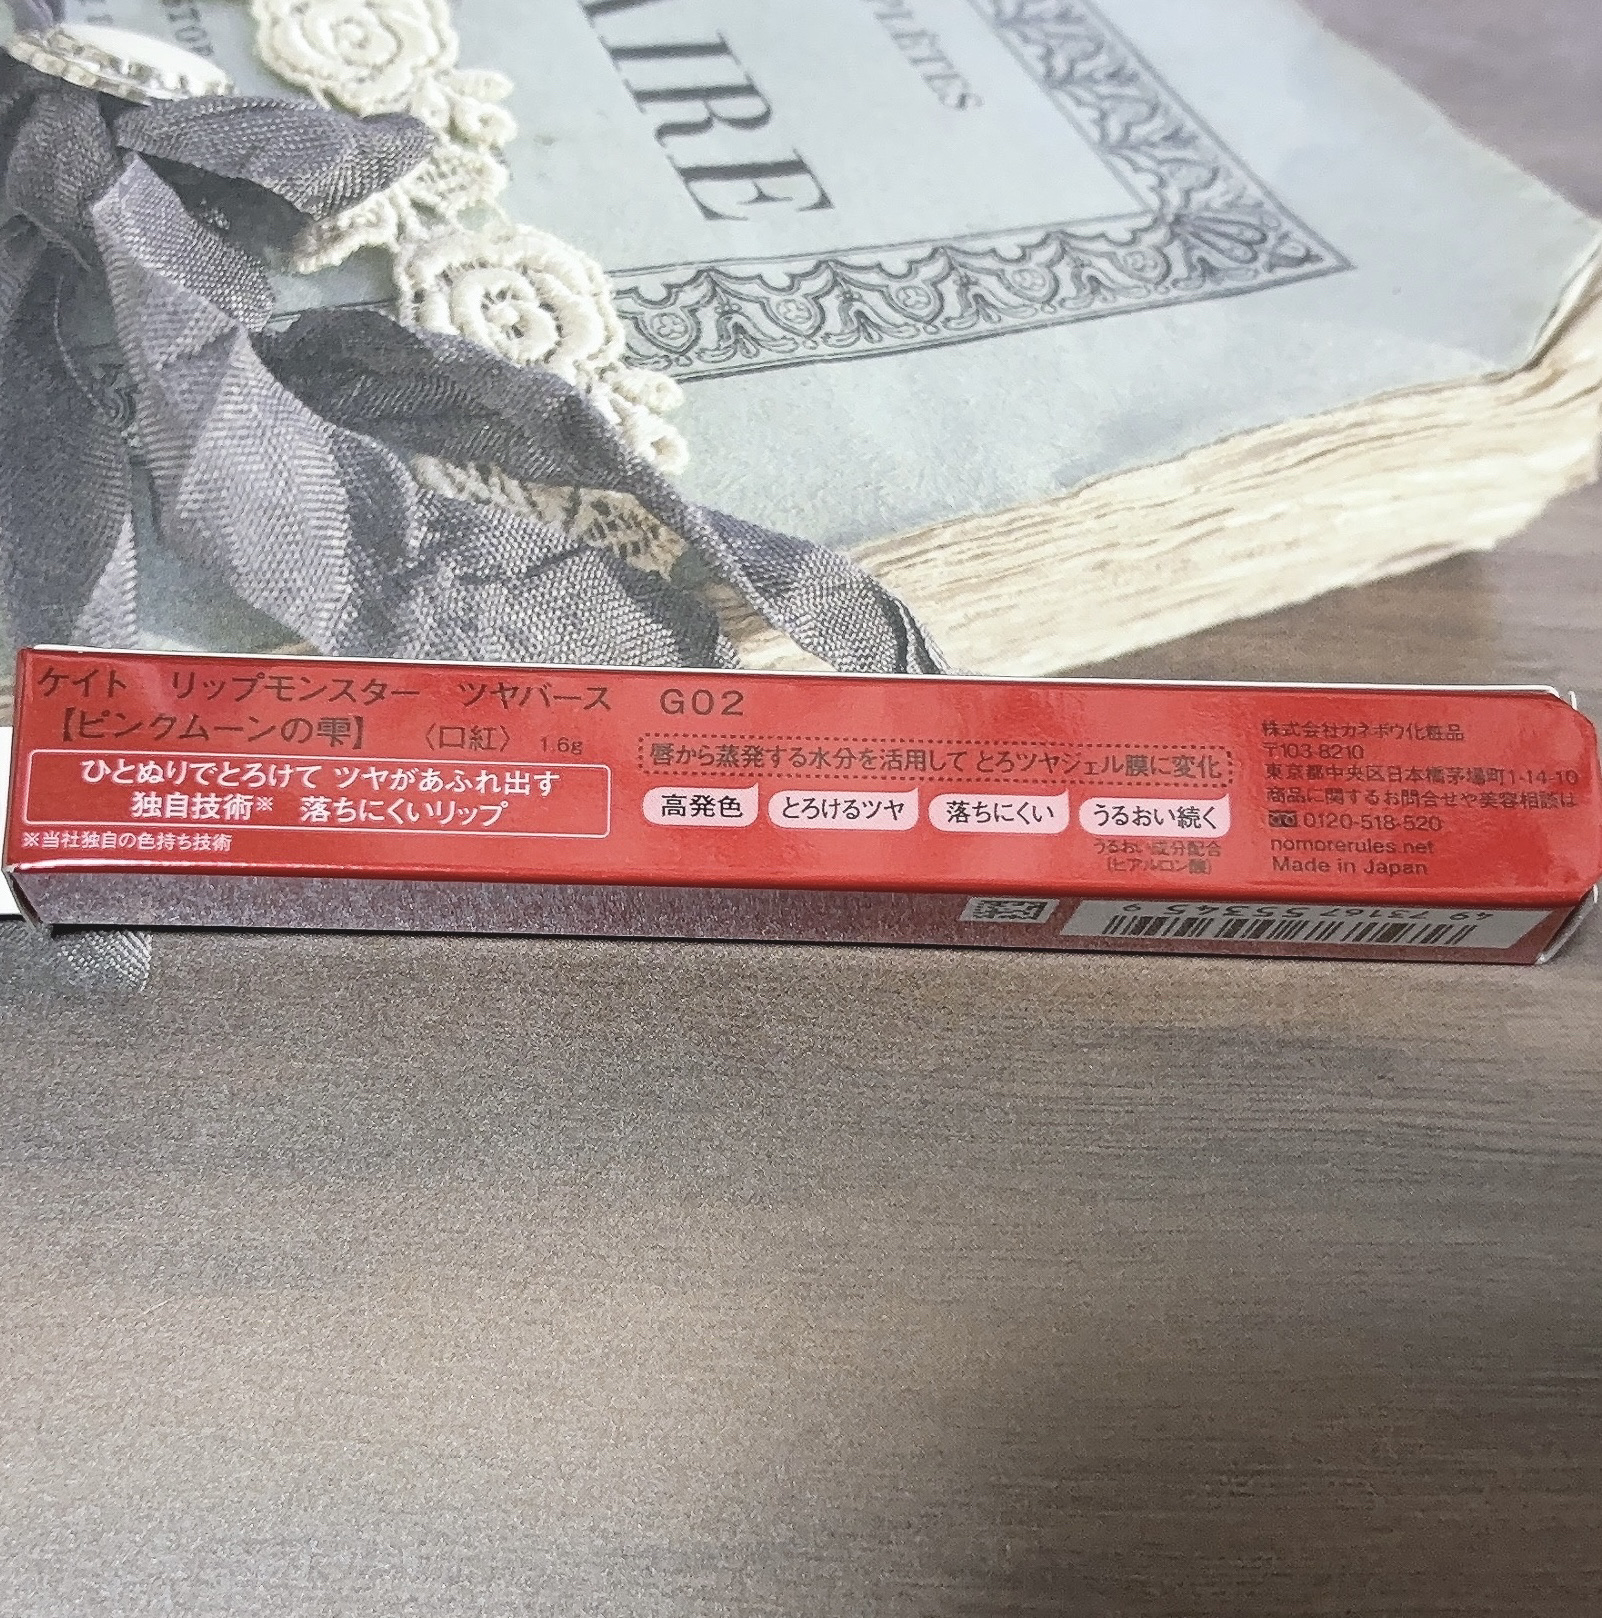 AIRE
PLÈTIS
ケイト リップモンスター ツヤバース G02
【ピンクムーンの雫】 〈口紅〉 1.6g
ひとぬりでとろけて ツヤがあふれ出す
独自技術※ 落ちにくいリップ
※当社独自の色持ち技術
唇から蒸発する水分を活用して とろツヤジェル膜に変化
高発色 とろけるツヤ 落ちにくい うるおい続く
うるおい成分配合
(ヒアルロン酸)
株式会社カネボウ化粧品
〒103-8210
東京都中央区日本橋茅場町1-14-10
商品に関するお問合せや美容相談は
0120-518-520
nomorerules.net
Made in Japan
4973167553459